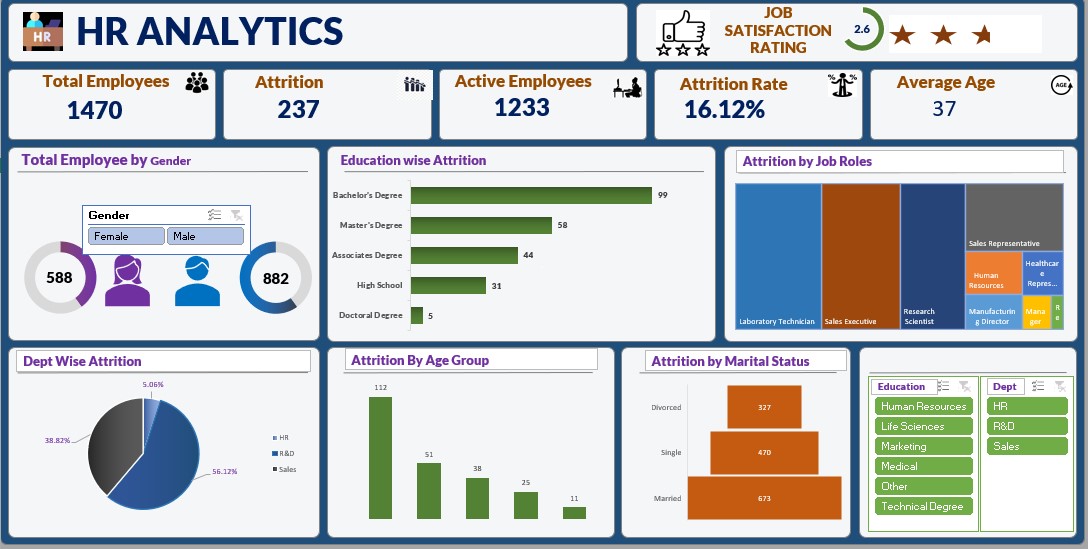 HR
HR ANALYTICS
JOB
SATISFACTION
RATING
2.6
Total Employees
1470
Attrition
237
Active Employees
1233
Attrition Rate
16.12%
Average Age
37
AGE
Total Employee by Gender
Gender
Female
Male
588
882
Education wise Attrition
Bachelor's Degree
99
Master's Degree
58
Associates Degree
44
High School
31
Doctoral Degree
5
Attrition by Job Roles
Laboratory Technician
Sales Executive
Research
Scientist
Sales Representative
Human
Resources
Healthcar
e
Repres...
Manufacturin
g Director
Mana
ger
R
e
Dept Wise Attrition
5.06%
38.82%
56.12%
HR
R&D
Sales
Attrition By Age Group
112
51
38
25
11
Attrition by Marital Status
Divorced
327
Single
470
Married
673
Education
Human Resources
Life Sciences
Marketing
Medical
Other
Technical Degree
Dept
HR
R&D
Sales